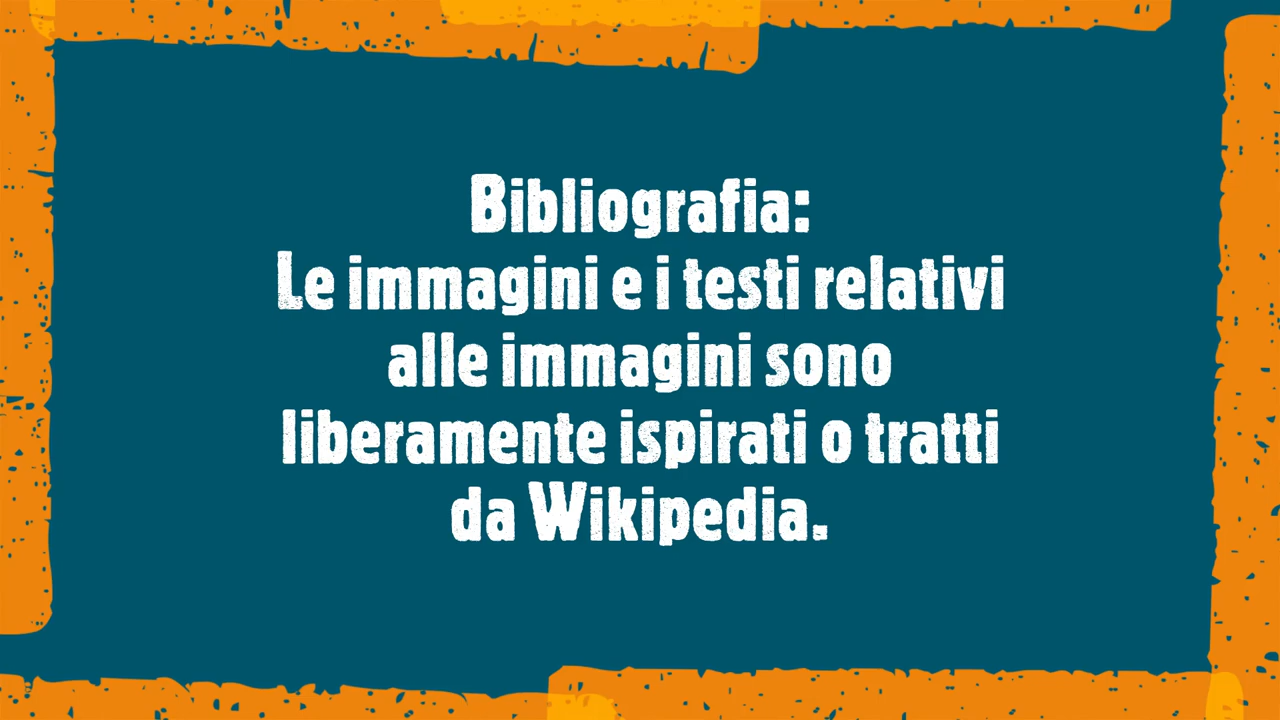 Bibliografia:
Le immagini e i testi relativi
alle immagini sono
liberamente ispirati o tratti
da Wikipedia.